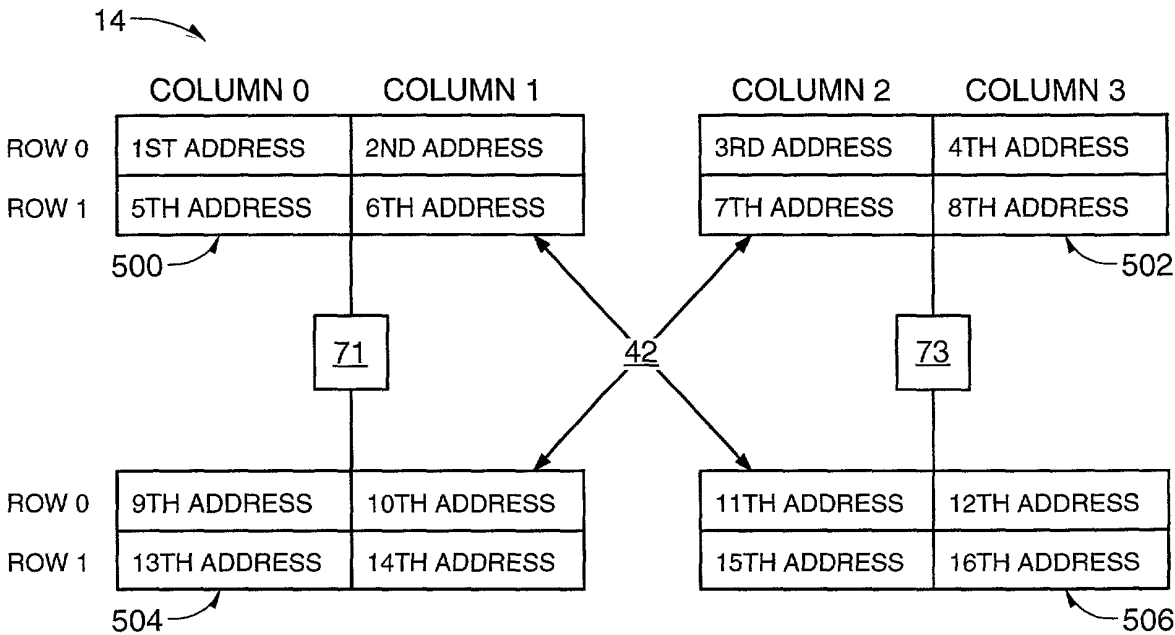 14
COLUMN 0 COLUMN 1 COLUMN 2 COLUMN 3
ROW 0 1ST ADDRESS 2ND ADDRESS 3RD ADDRESS 4TH ADDRESS
ROW 1 5TH ADDRESS 6TH ADDRESS 7TH ADDRESS 8TH ADDRESS
500 502
71 42 73
ROW 0 9TH ADDRESS 10TH ADDRESS 11TH ADDRESS 12TH ADDRESS
ROW 1 13TH ADDRESS 14TH ADDRESS 15TH ADDRESS 16TH ADDRESS
504 506